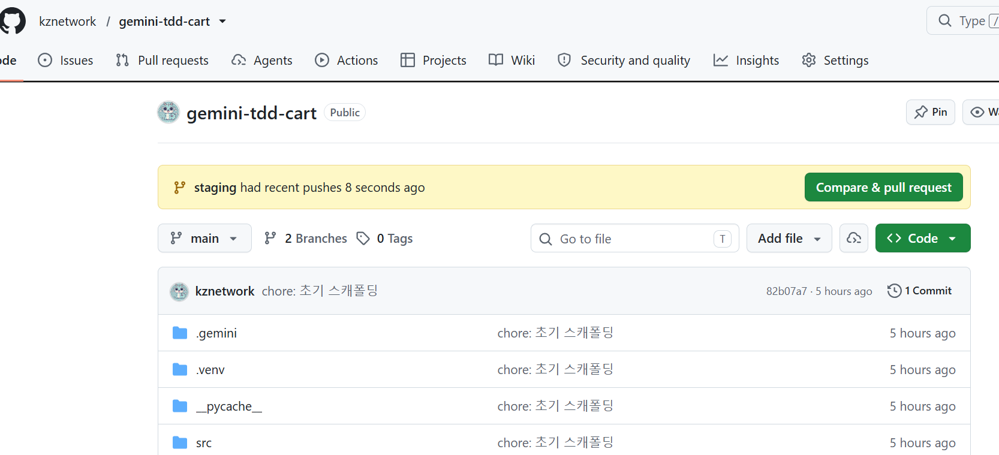 kznetwork / gemini-tdd-cart
ode Issues Pull requests Agents Actions Projects Wiki Security and quality Insights Settings
Type /
gemini-tdd-cart Public
Pin Wa
staging had recent pushes 8 seconds ago
Compare & pull request
main 2 Branches 0 Tags
Go to file T
Add file
Code
kznetwork chore: 초기 스캐폴딩 82b07a7 · 5 hours ago 1 Commit
.gemini chore: 초기 스캐폴딩 5 hours ago
.venv chore: 초기 스캐폴딩 5 hours ago
__pycache__ chore: 초기 스캐폴딩 5 hours ago
src chore: 초기 스캐폴딩 5 hours ago